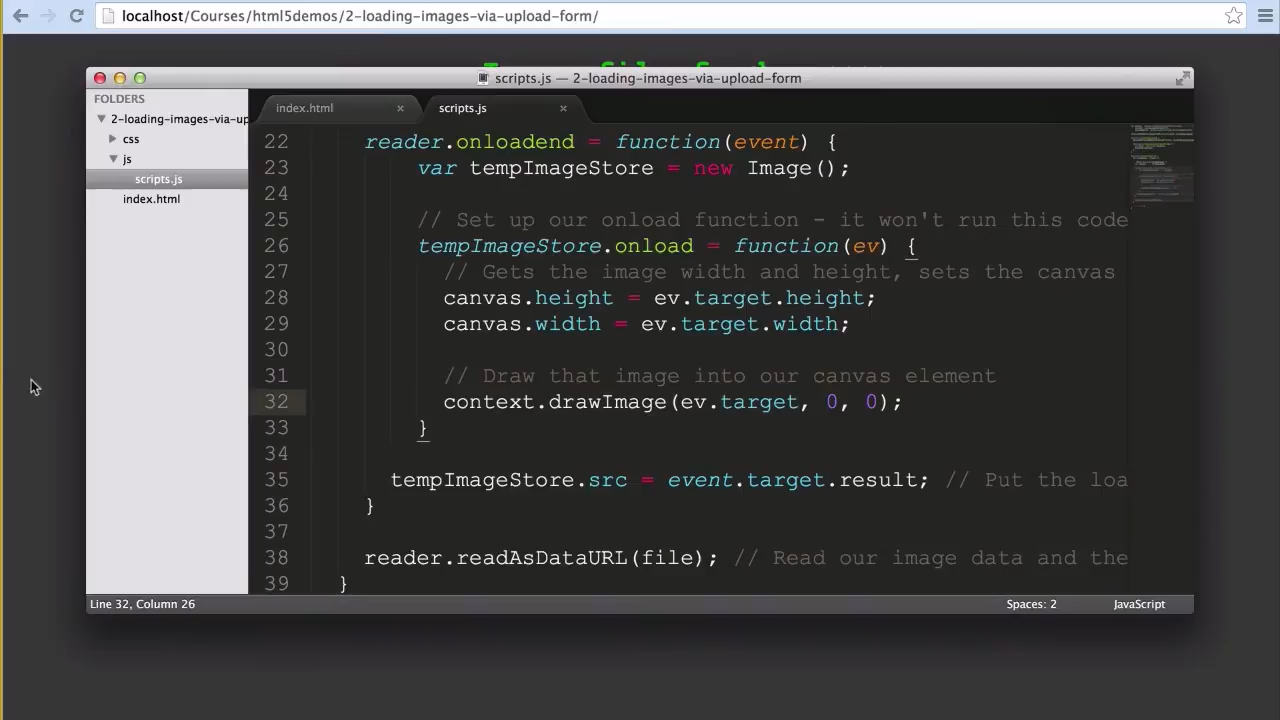 localhost/Courses/html5demos/2-loading-images-via-upload-form/
scripts.js — 2-loading-images-via-upload-form
FOLDERS
2-loading-images-via-up
css
js
scripts.js
index.html
index.html
scripts.js
22 reader.onloadend = function(event) {
23 var tempImageStore = new Image();
24
25 // Set up our onload function - it won't run this code
26 tempImageStore.onload = function(ev) {
27 // Gets the image width and height, sets the canvas
28 canvas.height = ev.target.height;
29 canvas.width = ev.target.width;
30
31 // Draw that image into our canvas element
32 context.drawImage(ev.target, 0, 0);
33 }
34
35 tempImageStore.src = event.target.result; // Put the loa
36 }
37
38 reader.readAsDataURL(file); // Read our image data and the
39 }
Line 32, Column 26
Spaces: 2
JavaScript